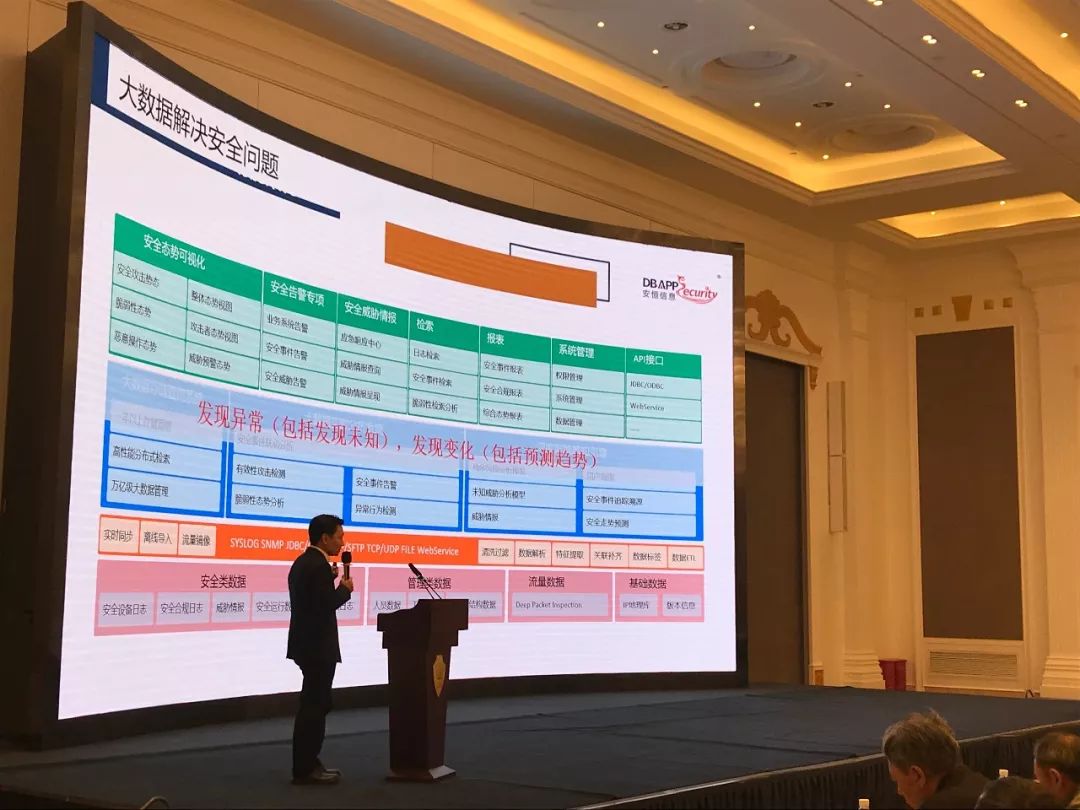 大数据解决安全问题
DBAPPSecurity
安恒信息
安全态势可视化
安全攻击势态
整体态势视图
脆弱性态势
攻击者态势视图
恶意操作态势
威胁预警态势
安全告警专项
业务系统告警
安全事件告警
安全威胁告警
安全威胁情报
应急响应中心
威胁情报查询
威胁情报呈现
检索
日志检索
安全事件检索
脆弱性检索分析
报表
安全事件报表
安全合规报表
综合态势报表
系统管理
权限管理
系统管理
数据管理
API接口
JDBC/ODBC
WebService
......
发现异常（包括发现未知），发现变化（包括预测趋势）
高性能分布式检索
万亿级大数据管理
有效性攻击检测
脆弱性态势分析
安全事件告警
异常行为检测
未知威胁分析模型
威胁情报
安全事件追踪溯源
安全走势预测
实时同步
离线导入
流量镜像
SYSLOG SNMP JDBC/
/SFTP TCP/UDP FILE WebService
清洗过滤
数据解析
特征提取
关联补齐
数据标签
数据ETL
安全类数据
安全设备日志
安全合规日志
威胁情报
安全运行数
日志
管理类数据
人员数据
结构数据
流量数据
Deep Packet Inspection
基础数据
IP地理库
版本信息